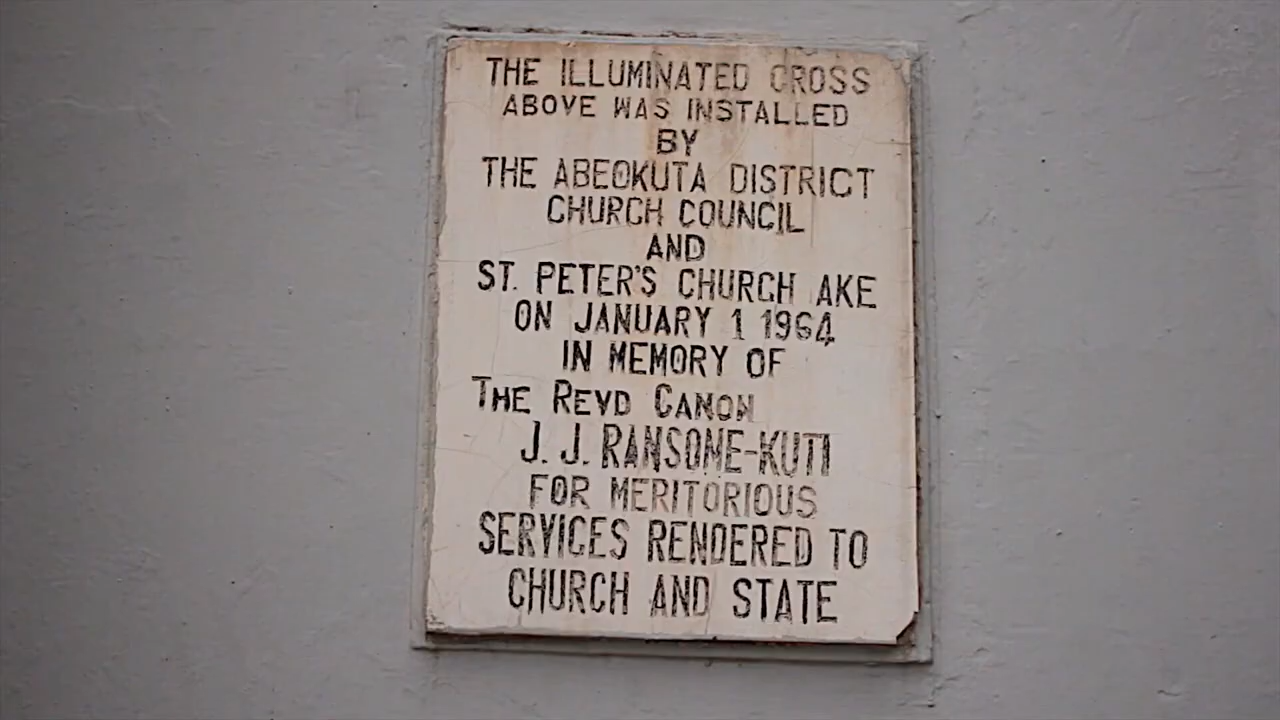 THE ILLUMINATED CROSS
ABOVE WAS INSTALLED
BY
THE ABEOKUTA DISTRICT
CHURCH COUNCIL
AND
ST. PETER'S CHURCH AKE
ON JANUARY 1 1964
IN MEMORY OF
THE REVD CANON
J. J. RANSOME-KUTI
FOR MERITORIOUS
SERVICES RENDERED TO
CHURCH AND STATE